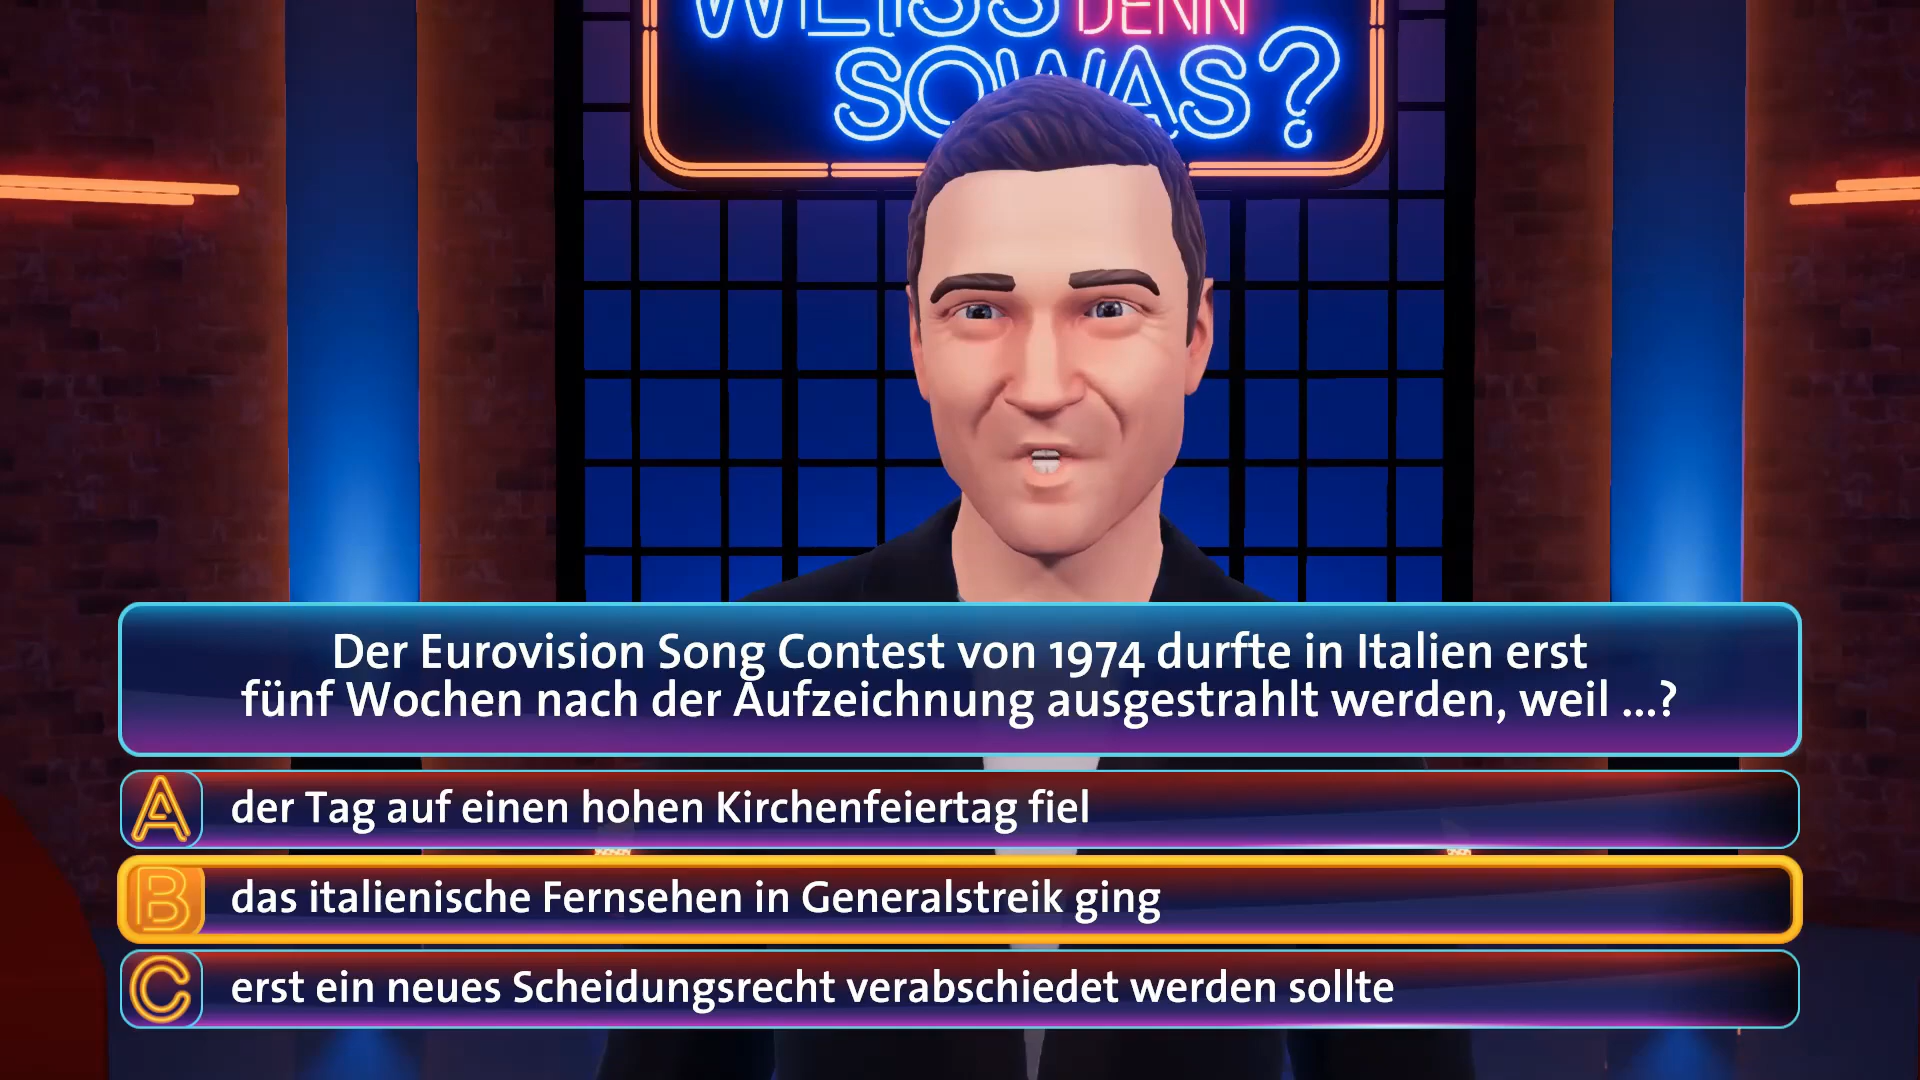 WEISS DENN
SOWAS?
Der Eurovision Song Contest von 1974 durfte in Italien erst
fünf Wochen nach der Aufzeichnung ausgestrahlt werden, weil ...?
A der Tag auf einen hohen Kirchenfeiertag fiel
B das italienische Fernsehen in Generalstreik ging
C erst ein neues Scheidungsrecht verabschiedet werden sollte